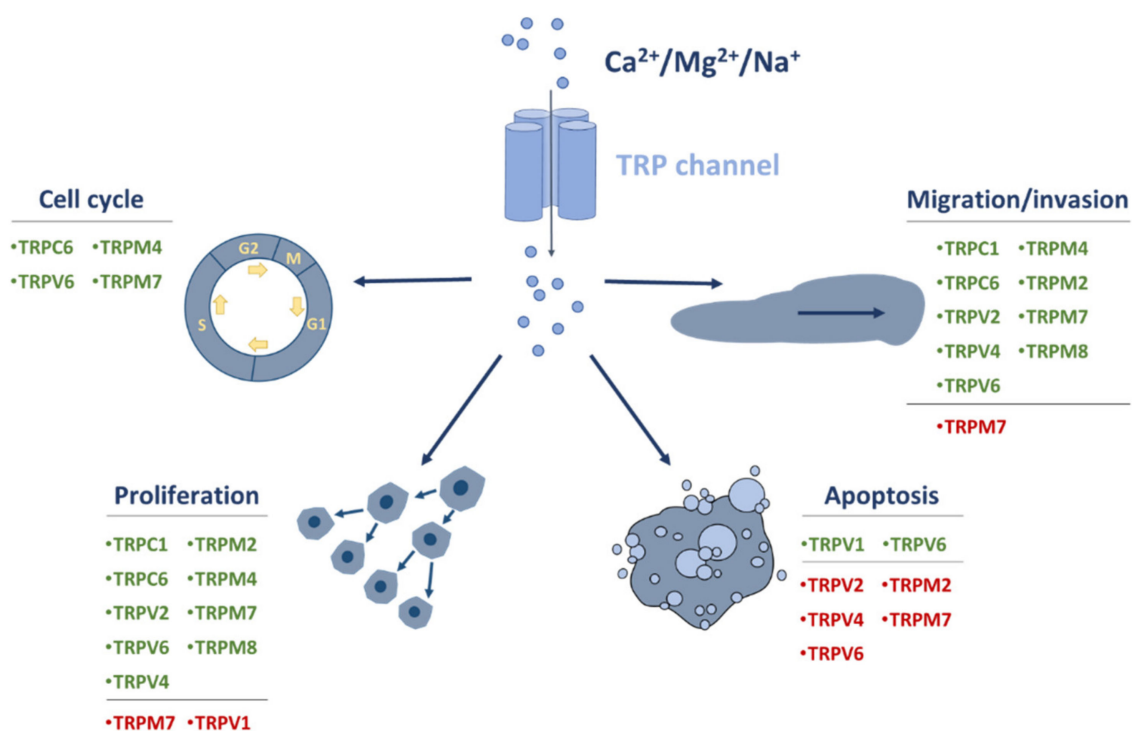 Ca²⁺/Mg²⁺/Na⁺
TRP channel
Cell cycle
•TRPC6 •TRPM4
•TRPV6 •TRPM7
G2
M
S
G1
Migration/invasion
•TRPC1 •TRPM4
•TRPC6 •TRPM2
•TRPV2 •TRPM7
•TRPV4 •TRPM8
•TRPV6
•TRPM7
Proliferation
•TRPC1 •TRPM2
•TRPC6 •TRPM4
•TRPV2 •TRPM7
•TRPV6 •TRPM8
•TRPV4
•TRPM7 •TRPV1
Apoptosis
•TRPV1 •TRPV6
•TRPV2 •TRPM2
•TRPV4 •TRPM7
•TRPV6